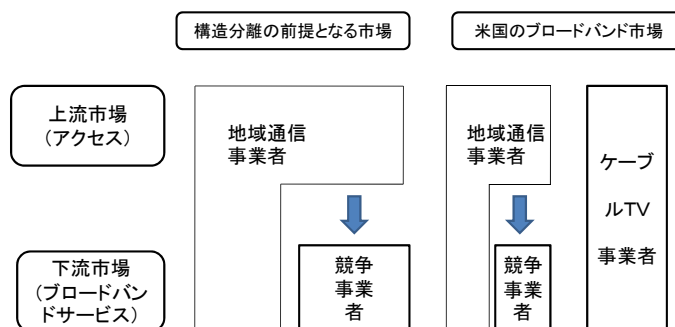 構造分離の前提となる市場
米国のブロードバンド市場
上流市場
(アクセス)
地域通信
事業者
地域通信
事業者
ケーブ
ルTV
事業者
下流市場
(ブロードバン
ドサービス)
競争
事業
者
競争
事業
者